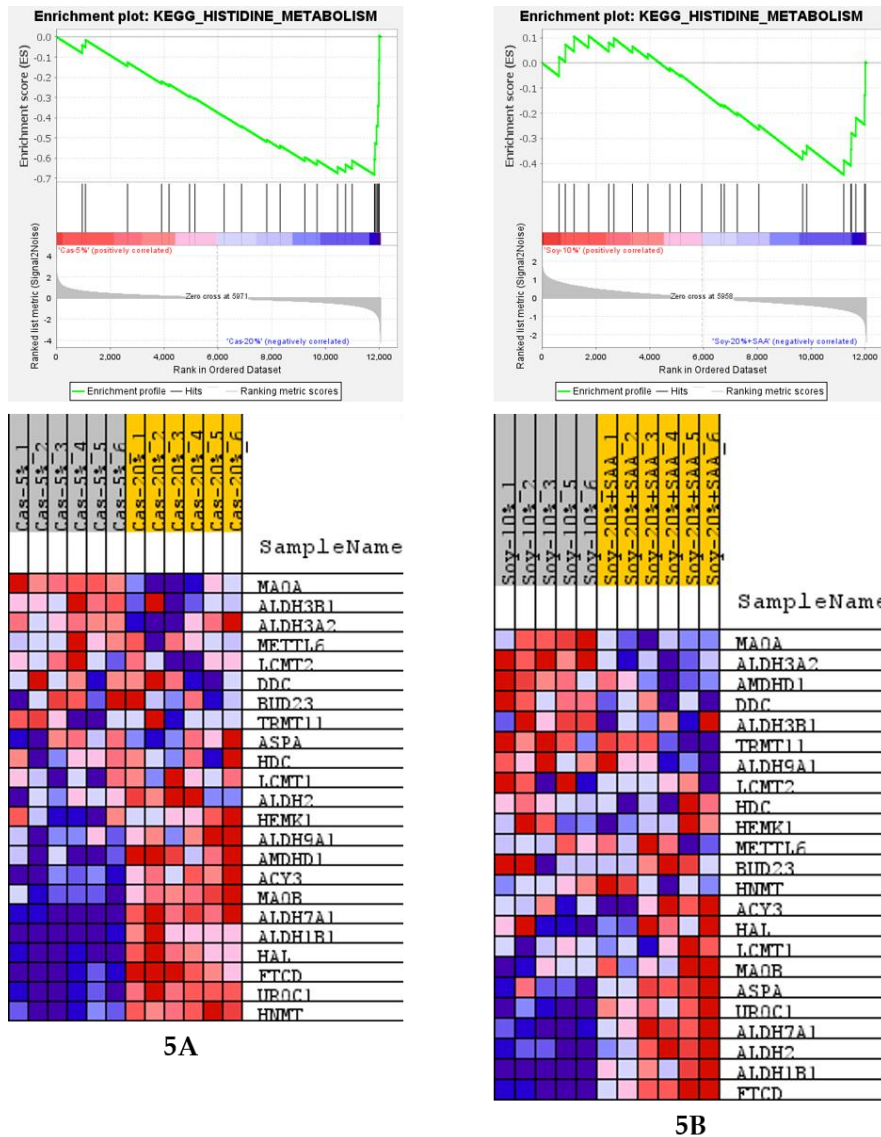 Enrichment plot: KEGG_HISTIDINE_METABOLISM
Enrichment score (ES)
0.0
-0.1
-0.2
-0.3
-0.4
-0.5
-0.6
-0.7
Ranked list metric (Signal2Noise)
'Cas-5%' (positively correlated)
4
2
0
-2
-4
Zero cross at 5971
'Cas-20%' (negatively correlated)
0 2,000 4,000 6,000 8,000 10,000 12,000
Rank in Ordered Dataset
Enrichment profile Hits Ranking metric scores
Cas-5%_1
Cas-5%_2
Cas-5%_3
Cas-5%_4
Cas-5%_5
Cas-5%_6
Cas-20%_1
Cas-20%_2
Cas-20%_3
Cas-20%_4
Cas-20%_5
Cas-20%_6
SampleName
MAOA
ALDH3B1
ALDH3A2
METTL6
LCMT2
DDC
BUD23
TRMT11
ASPA
HDC
LCMT1
ALDH2
HEMK1
ALDH9A1
AMDHD1
ACY3
MAOB
ALDH7A1
ALDH1B1
HAL
FTCD
UROC1
HNMT
5A
Enrichment plot: KEGG_HISTIDINE_METABOLISM
Enrichment score (ES)
0.1
0.0
-0.1
-0.2
-0.3
-0.4
Ranked list metric (Signal2Noise)
'Soy-10%' (positively correlated)
2
1
0
-1
-2
Zero cross at 5958
'Soy-20%+SAA' (negatively correlated)
0 2,000 4,000 6,000 8,000 10,000 12,000
Rank in Ordered Dataset
Enrichment profile Hits Ranking metric scores
Soy-10%_1
Soy-10%_2
Soy-10%_3
Soy-10%_5
Soy-10%_6
Soy-20%+SAA_1
Soy-20%+SAA_2
Soy-20%+SAA_3
Soy-20%+SAA_4
Soy-20%+SAA_5
Soy-20%+SAA_6
SampleName
MAOA
ALDH3A2
AMDHD1
DDC
ALDH3B1
TRMT11
ALDH9A1
LCMT2
HDC
HEMK1
METTL6
BUD23
HNMT
ACY3
HAL
LCMT1
MAOB
ASPA
UROC1
ALDH7A1
ALDH2
ALDH1B1
FTCD
5B